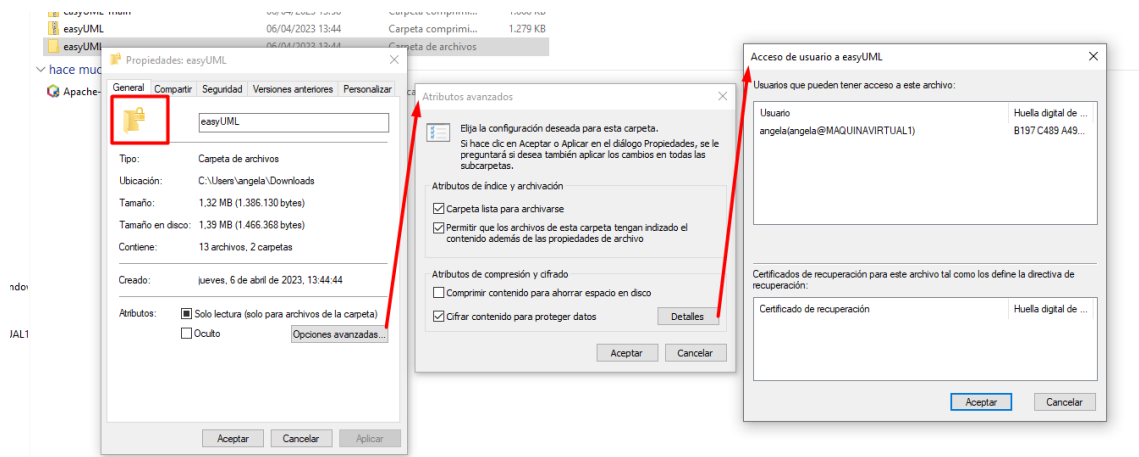 easyUML
06/04/2023 13:44
Carpeta comprimi...
1.279 KB
easyUML
06/04/2023 13:44
Carpeta de archivos
hace muc
Apache-
Propiedades: easyUML
General
Compartir
Seguridad
Versiones anteriores
Personalizar
easyUML
Tipo:
Carpeta de archivos
Ubicación:
C:\Users\angela\Downloads
Tamaño:
1,32 MB (1.386.130 bytes)
Tamaño en disco:
1,39 MB (1.466.368 bytes)
Contiene:
13 archivos, 2 carpetas
Creado:
jueves, 6 de abril de 2023, 13:44:44
Atributos:
Solo lectura (solo para archivos de la carpeta)
Oculto
Opciones avanzadas...
Aceptar
Cancelar
Aplicar
Atributos avanzados
Elija la configuración deseada para esta carpeta.
Si hace clic en Aceptar o Aplicar en el diálogo Propiedades, se le
preguntará si desea también aplicar los cambios en todas las
subcarpetas.
Atributos de índice y archivación
Carpeta lista para archivarse
Permitir que los archivos de esta carpeta tengan indizado el
contenido además de las propiedades de archivo
Atributos de compresión y cifrado
Comprimir contenido para ahorrar espacio en disco
Cifrar contenido para proteger datos
Detalles
Aceptar
Cancelar
Acceso de usuario a easyUML
Usuarios que pueden tener acceso a este archivo:
Usuario
Huella digital de ...
angela(angela@MAQUINAVIRTUAL1)
B197 C489 A49...
Certificados de recuperación para este archivo tal como los define la directiva de
recuperación:
Certificado de recuperación
Huella digital de ...
Aceptar
Cancelar